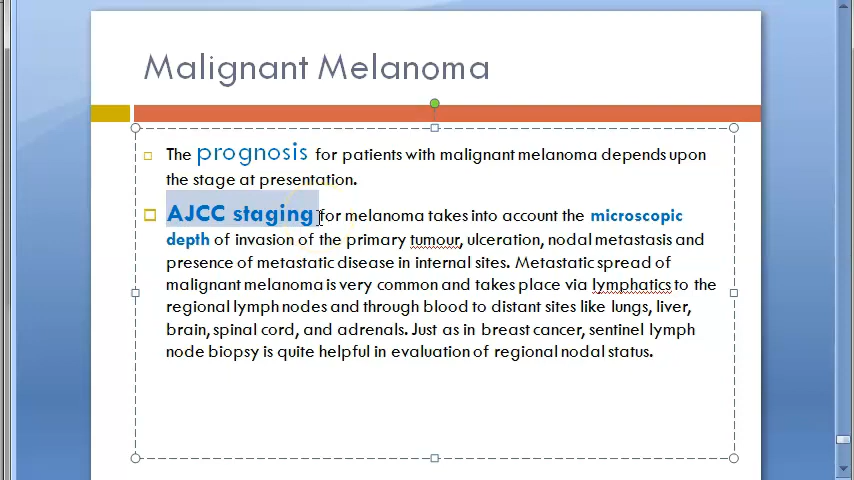 Malignant Melanoma
The prognosis for patients with malignant melanoma depends upon
the stage at presentation.
AJCC staging for melanoma takes into account the microscopic
depth of invasion of the primary tumour, ulceration, nodal metastasis and
presence of metastatic disease in internal sites. Metastatic spread of
malignant melanoma is very common and takes place via lymphatics to the
regional lymph nodes and through blood to distant sites like lungs, liver,
brain, spinal cord, and adrenals. Just as in breast cancer, sentinel lymph
node biopsy is quite helpful in evaluation of regional nodal status.